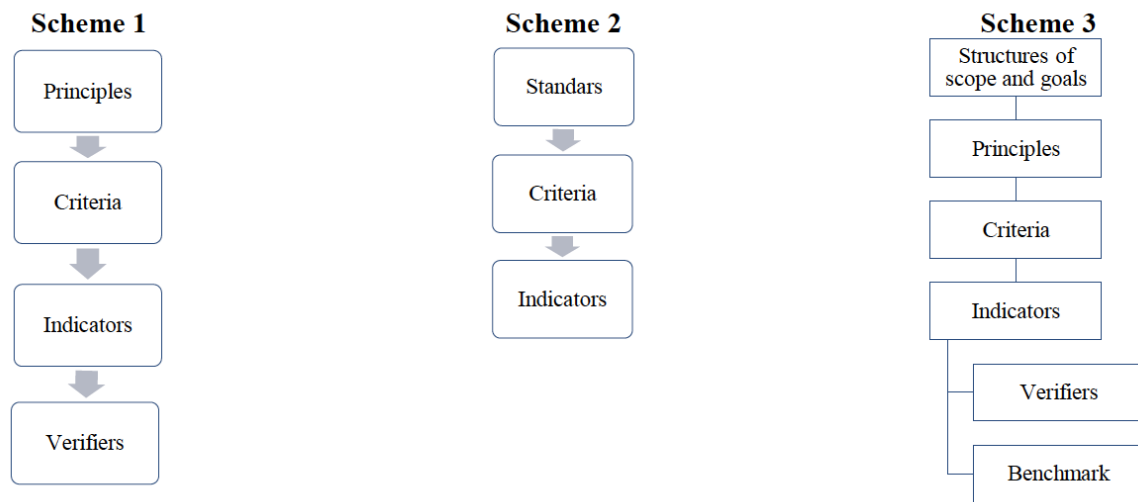 Scheme 1
Principles
Criteria
Indicators
Verifiers
Scheme 2
Standars
Criteria
Indicators
Scheme 3
Structures of
scope and goals
Principles
Criteria
Indicators
Verifiers
Benchmark